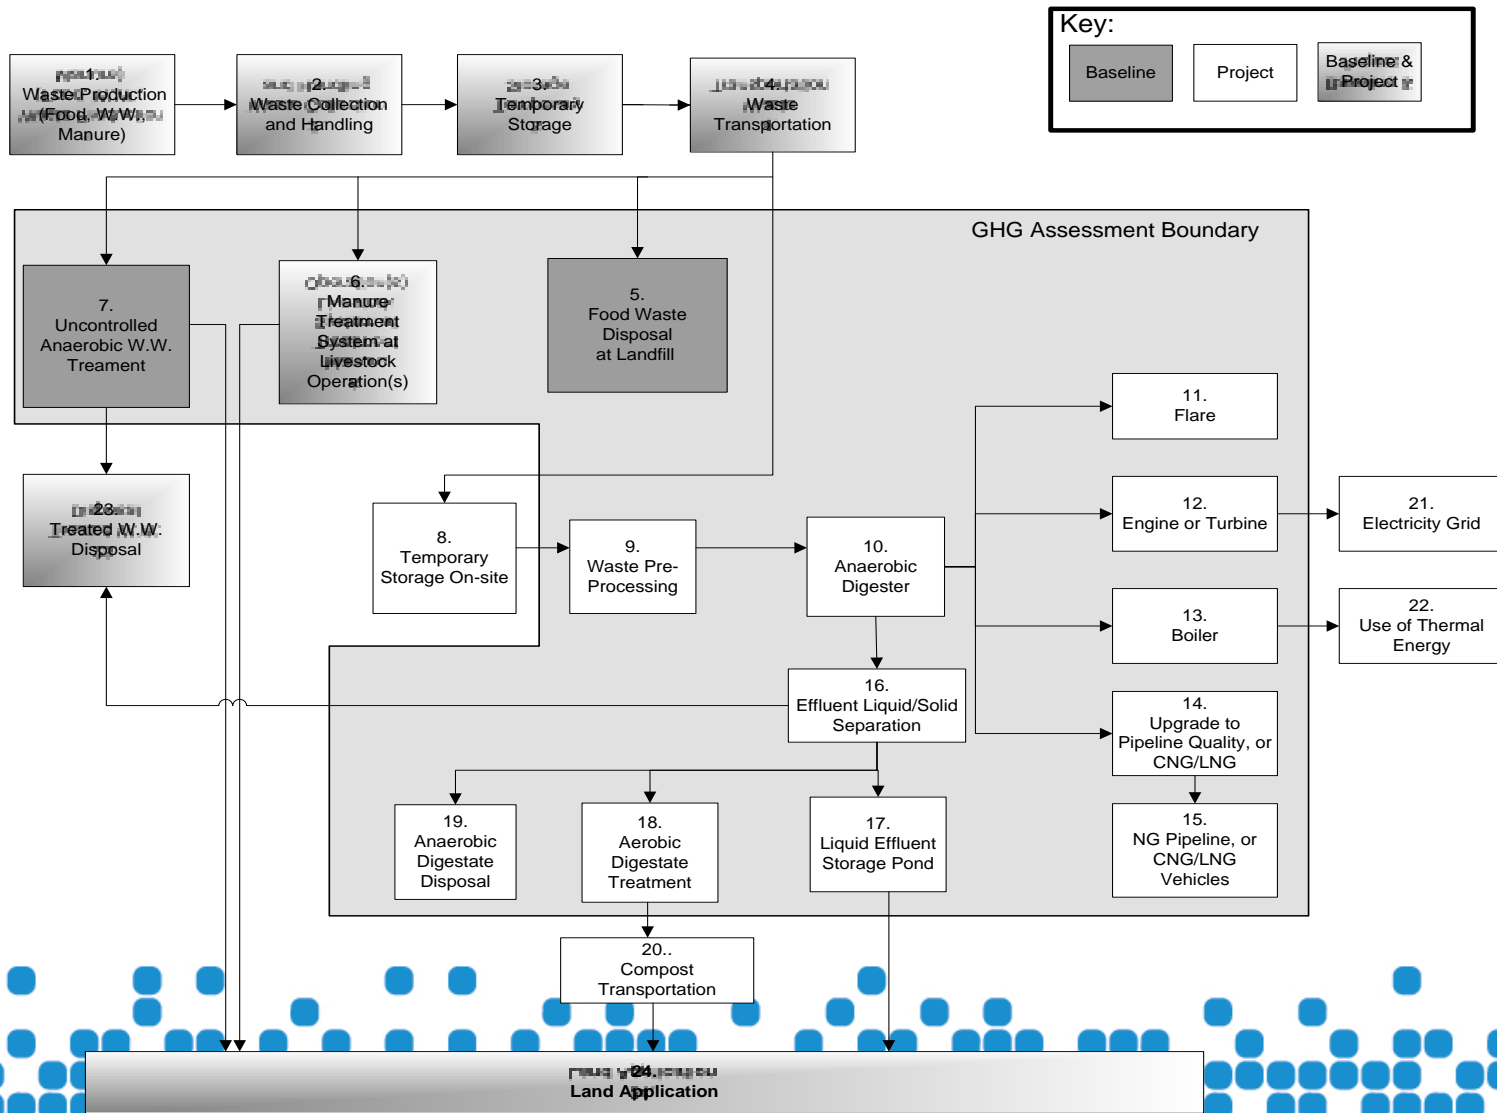 Key:
Baseline
Project
Baseline &
Project
1.
Waste Production
(Food, W.W.,
Manure)
2.
Waste Collection
and Handling
3.
Temporary
Storage
4.
Waste
Transportation
GHG Assessment Boundary
7.
Uncontrolled
Anaerobic W.W.
Treament
6.
Manure
Treatment
System at
Livestock
Operation(s)
5.
Food Waste
Disposal
at Landfill
11.
Flare
23.
Treated W.W.
Disposal
8.
Temporary
Storage On-site
9.
Waste Pre-
Processing
10.
Anaerobic
Digester
12.
Engine or Turbine
21.
Electricity Grid
13.
Boiler
22.
Use of Thermal
Energy
16.
Effluent Liquid/Solid
Separation
14.
Upgrade to
Pipeline Quality, or
CNG/LNG
19.
Anaerobic
Digestate
Disposal
18.
Aerobic
Digestate
Treatment
17.
Liquid Effluent
Storage Pond
15.
NG Pipeline, or
CNG/LNG
Vehicles
20..
Compost
Transportation
24.
Land Application